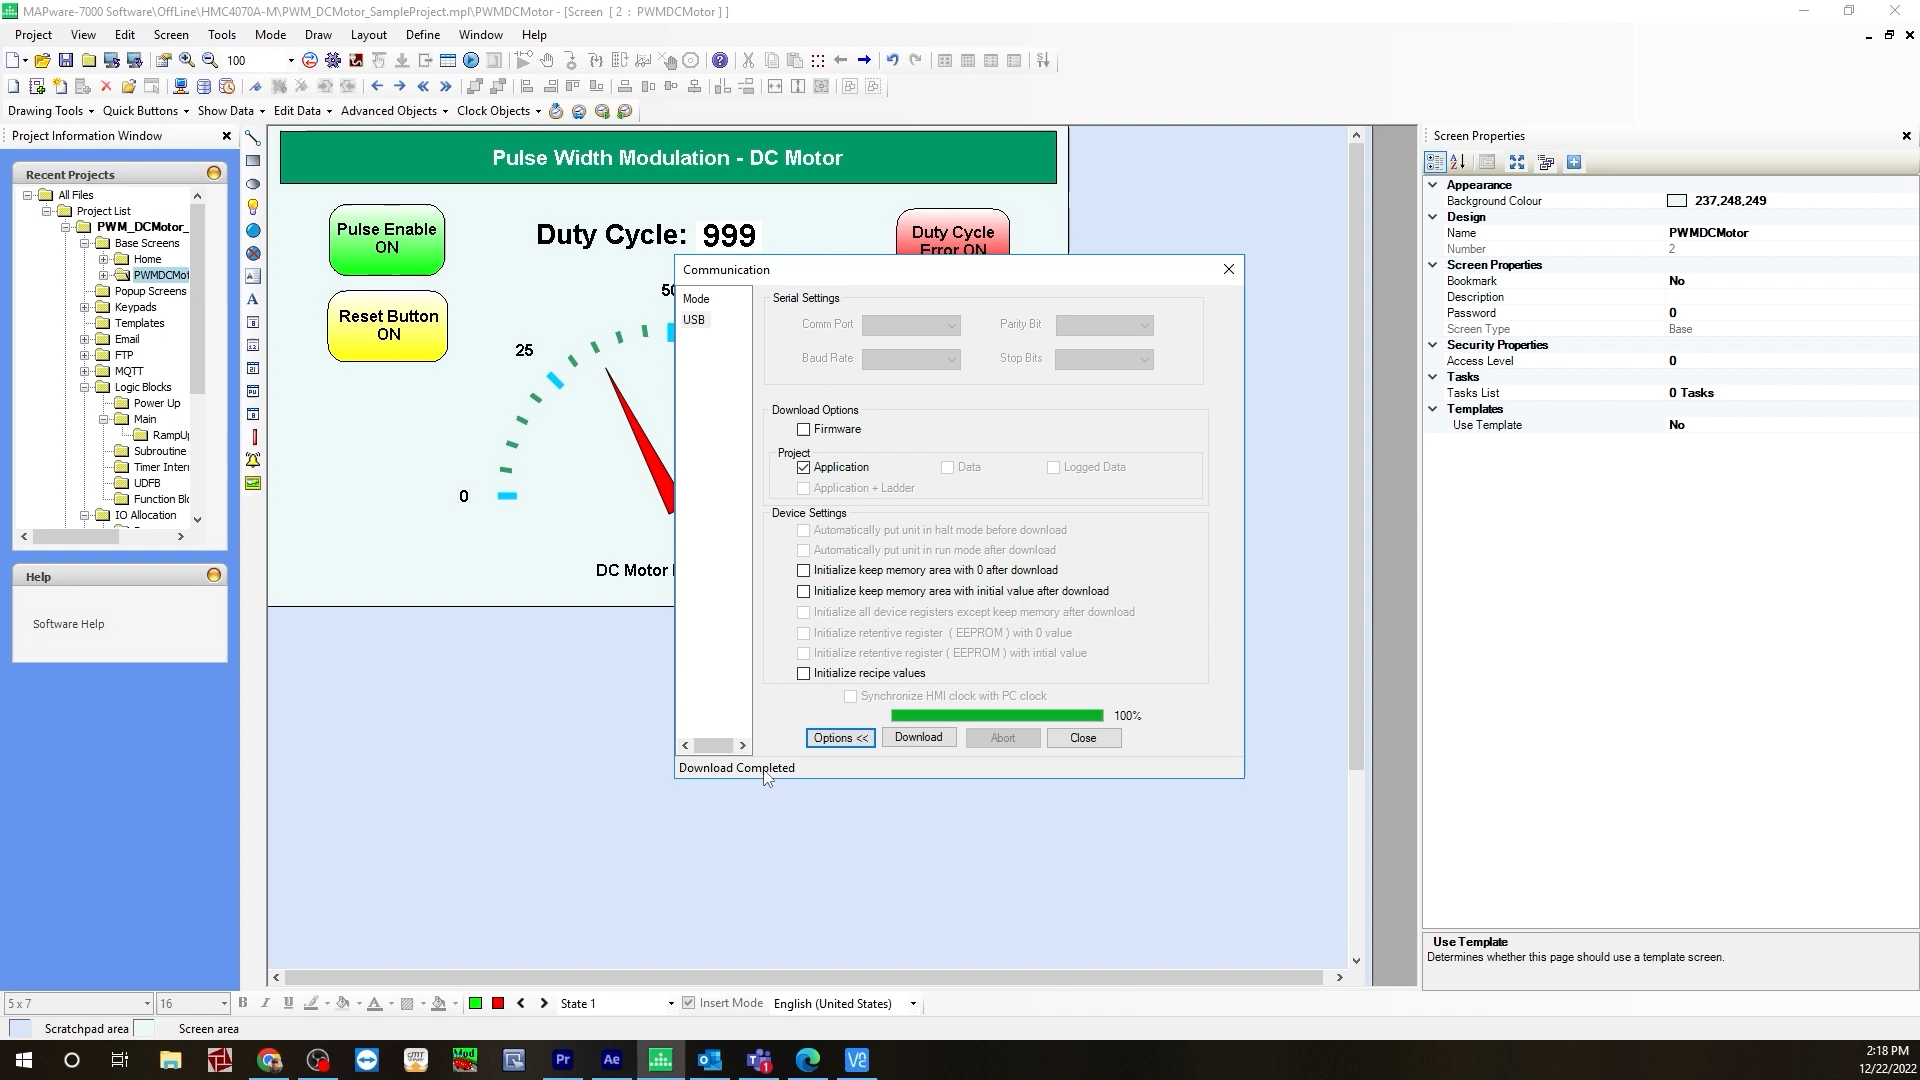 MAPware-7000 Software\OffLine\HMC4070A-M\PWM_DCMotor_SampleProject.mpl\PWMDCMotor - [Screen [ 2 : PWMDCMotor ] ]
Project View Edit Screen Tools Mode Draw Layout Define Window Help
100
Drawing Tools Quick Buttons Show Data Edit Data Advanced Objects Clock Objects
Project Information Window
Recent Projects
All Files
Project List
PWM_DCMotor_
Base Screens
Home
PWMDCMot
Popup Screens
Keypads
Templates
Email
FTP
MQTT
Logic Blocks
Power Up
Main
RampUp
Subroutine
Timer Inter
UDFB
Function Blo
IO Allocation
Help
Software Help
Pulse Width Modulation - DC Motor
Pulse Enable
ON
Duty Cycle: 999
Duty Cycle
Error ON
Reset Button
ON
50
25
0
DC Motor
Communication
Mode
USB
Serial Settings
Comm Port
Parity Bit
Baud Rate
Stop Bits
Download Options
Firmware
Project
Application
Data
Logged Data
Application + Ladder
Device Settings
Automatically put unit in halt mode before download
Automatically put unit in run mode after download
Initialize keep memory area with 0 after download
Initialize keep memory area with initial value after download
Initialize all device registers except keep memory after download
Initialize retentive register ( EEPROM ) with 0 value
Initialize retentive register ( EEPROM ) with intial value
Initialize recipe values
Synchronize HMI clock with PC clock
100%
Options << Download Abort Close
Download Completed
Screen Properties
Appearance
Background Colour 237,248,249
Design
Name PWMDCMotor
Number 2
Screen Properties
Bookmark No
Description
Password 0
Screen Type Base
Security Properties
Access Level 0
Tasks
Tasks List 0 Tasks
Templates
Use Template No
Use Template
Determines whether this page should use a template screen.
5 x 7 16 B I U A State 1 Insert Mode English (United States)
Scratchpad area Screen area
2:18 PM
12/22/2022